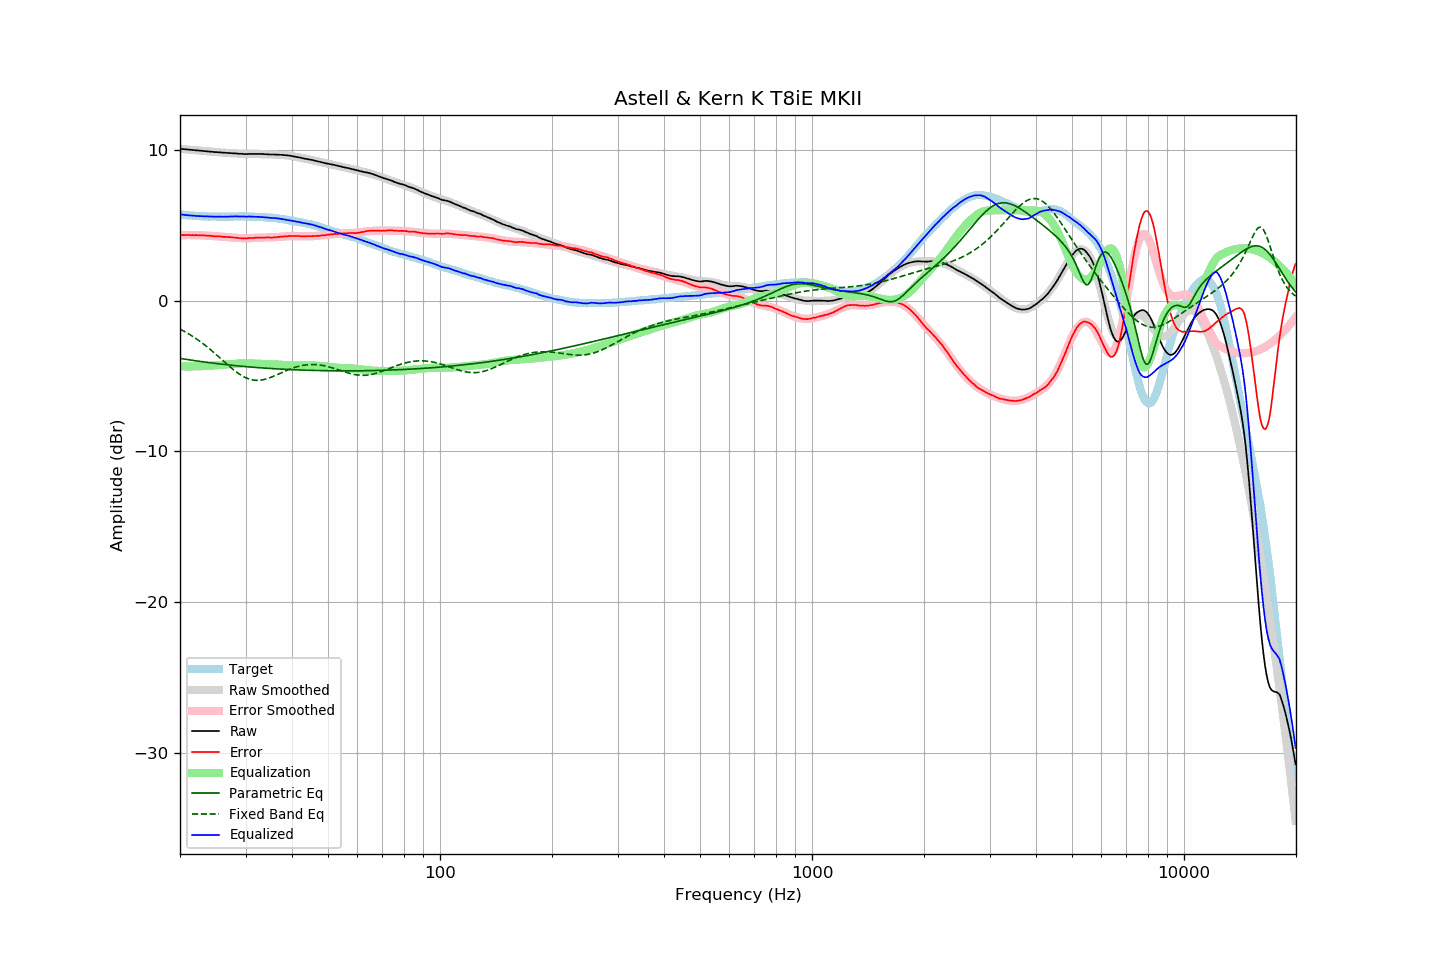 Astell & Kern K T8iE MKII
Amplitude (dBr)
10
0
−10
−20
−30
Target
Raw Smoothed
Error Smoothed
Raw
Error
Equalization
Parametric Eq
Fixed Band Eq
Equalized
100 1000 10000
Frequency (Hz)